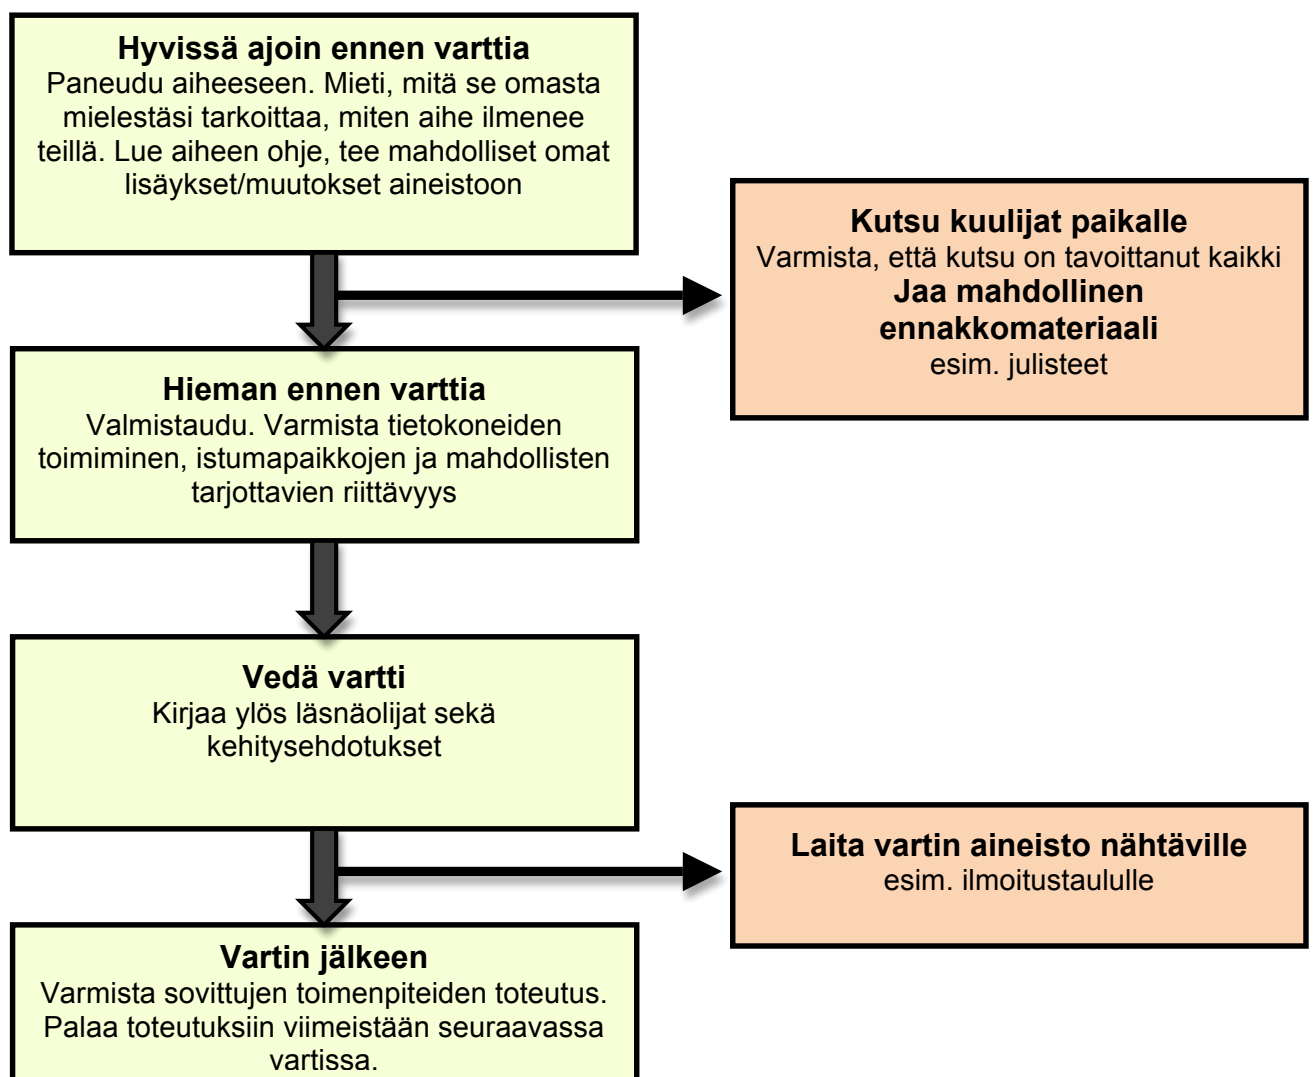 Hyvissä ajoin ennen varttia
Paneudu aiheeseen. Mieti, mitä se omasta
mielestäsi tarkoittaa, miten aihe ilmenee
teillä. Lue aiheen ohje, tee mahdolliset omat
lisäykset/muutokset aineistoon
Kutsu kuulijat paikalle
Varmista, että kutsu on tavoittanut kaikki
Jaa mahdollinen
ennakkomateriaali
esim. julisteet
Hieman ennen varttia
Valmistaudu. Varmista tietokoneiden
toimiminen, istumapaikkojen ja mahdollisten
tarjottavien riittävyys
Vedä vartti
Kirjaa ylös läsnäolijat sekä
kehitysehdotukset
Laita vartin aineisto nähtäville
esim. ilmoitustaululle
Vartin jälkeen
Varmista sovittujen toimenpiteiden toteutus.
Palaa toteutuksiin viimeistään seuraavassa
vartissa.